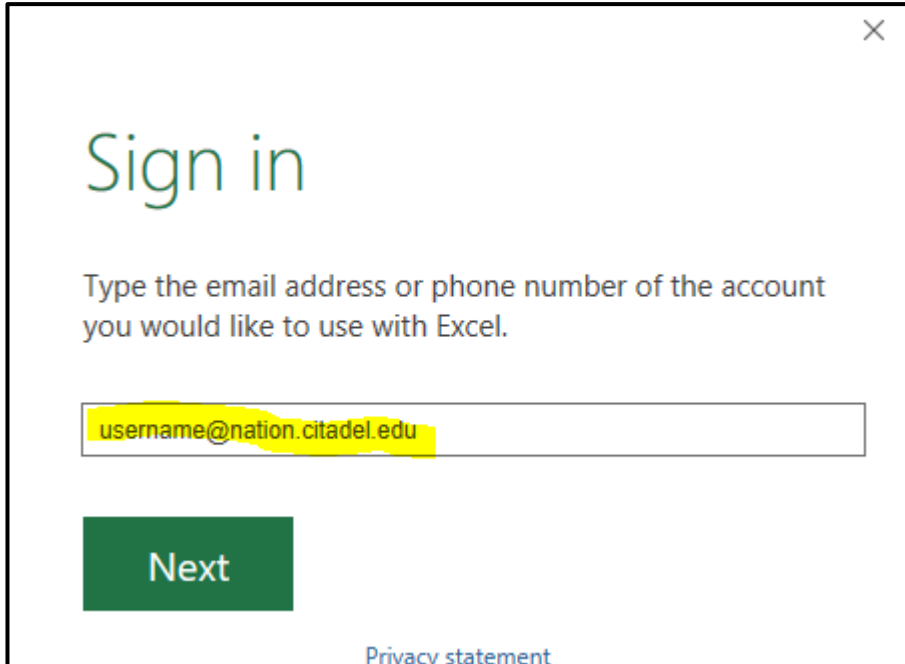 Sign in
Type the email address or phone number of the account
you would like to use with Excel.
username@nation.citadel.edu
Next
Privacy statement